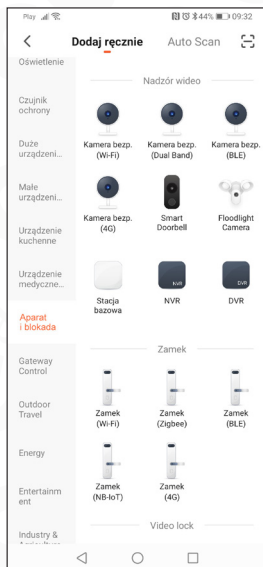 Play 44% 09:32
Dodaj ręcznie Auto Scan
Oświetlenie
Czujnik
ochrony
Duże
urządzeni...
Małe
urządzeni...
Urządzenie
kuchenne
Urządzenie
medyczne...
Aparat
i blokada
Gateway
Control
Outdoor
Travel
Energy
Entertainm
ent
Industry &
Agriculture
Nadzór wideo
Kamera bezp.
(Wi-Fi)
Kamera bezp.
(Dual Band)
Kamera bezp.
(BLE)
Kamera bezp.
(4G)
Smart
Doorbell
Floodlight
Camera
Stacja
bazowa
NVR
NVR
DVR
DVR
Zamek
Zamek
(Wi-Fi)
Zamek
(Zigbee)
Zamek
(BLE)
Zamek
(NB-IoT)
Zamek
(4G)
Video lock